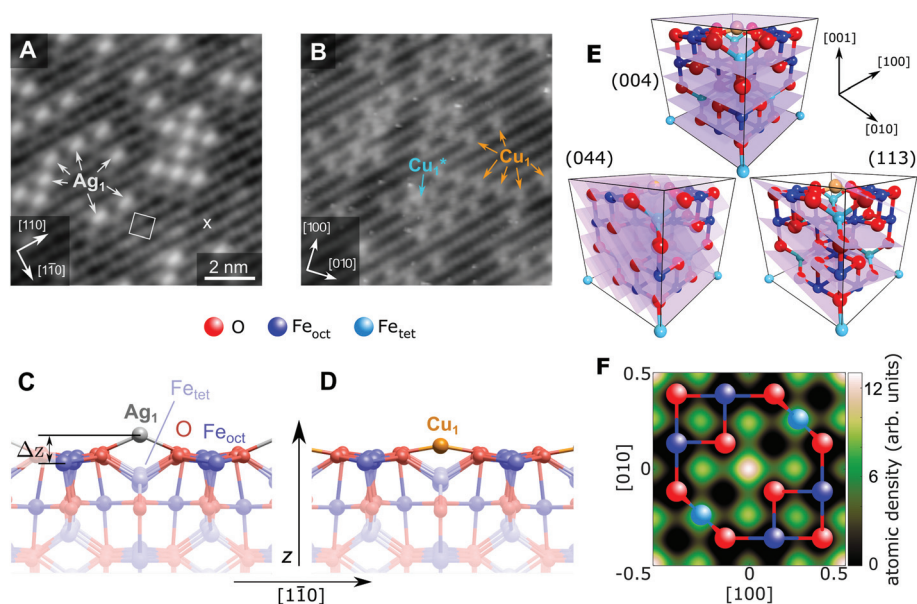 A
Ag₁
x
[110]
[11̄0]
2 nm
B
Cu₁*
Cu₁
[100]
[010]
E
(004)
[001]
[100]
[010]
(044)
(113)
O
Feoct
Fetet
C
Ag₁
Fetet
O
Feoct
Δz
D
Cu₁
z
[11̄0]
F
0.5
0
-0.5
[010]
0
0.5
[100]
12
6
0
atomic density (arb. units)